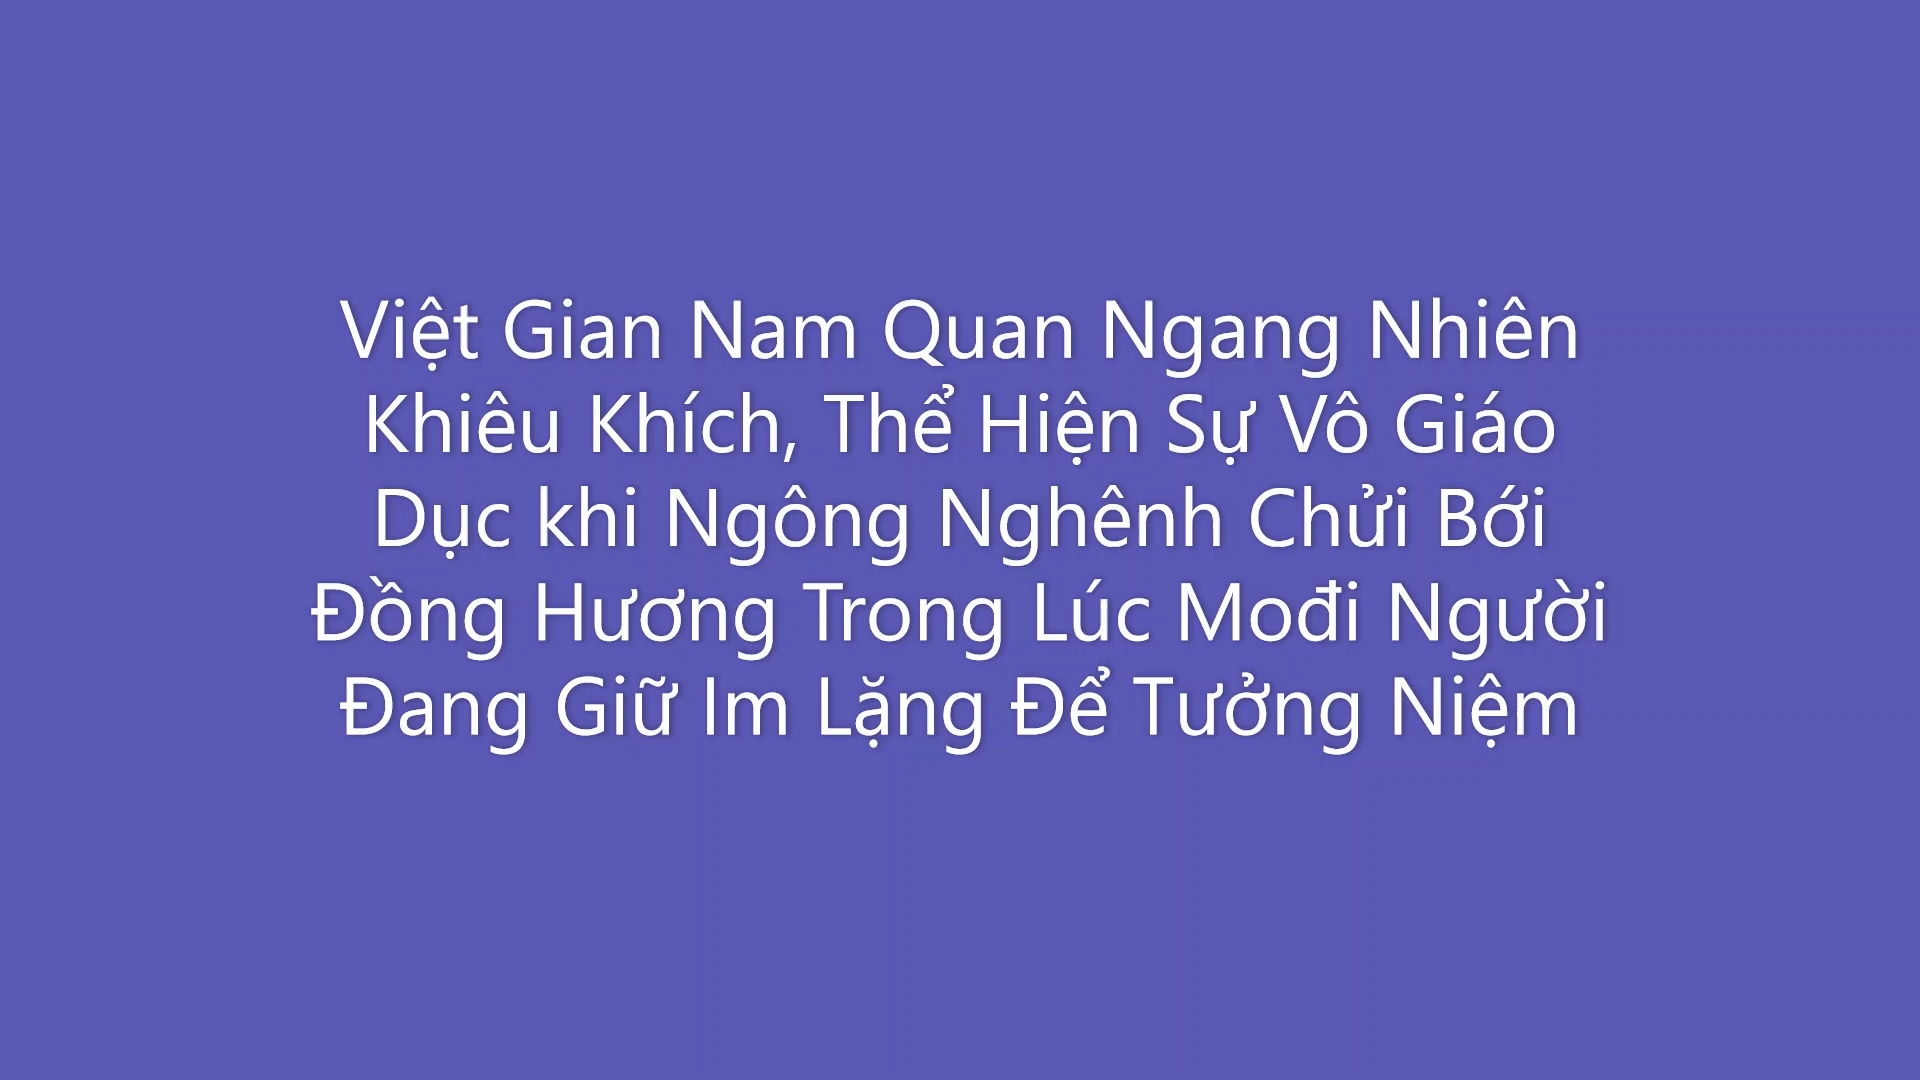 Việt Gian Nam Quan Ngang Nhiên
Khiêu Khích, Thể Hiện Sự Vô Giáo
Dục khi Ngông Nghênh Chửi Bới
Đồng Hương Trong Lúc Mođi Người
Đang Giữ Im Lặng Để Tưởng Niệm